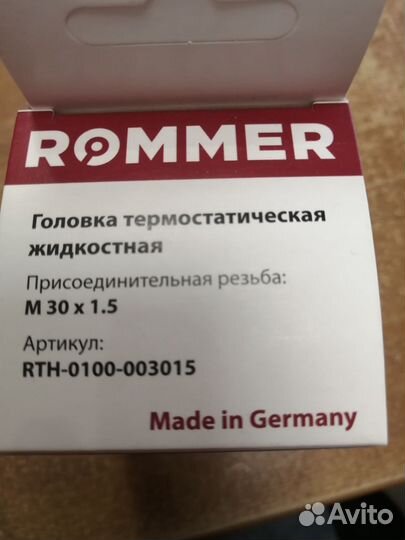 ROMMER
Головка термостатическая
жидкостная
Присоединительная резьба:
M 30 x 1.5
Артикул:
RTH-0100-003015
Made in Germany
Avito